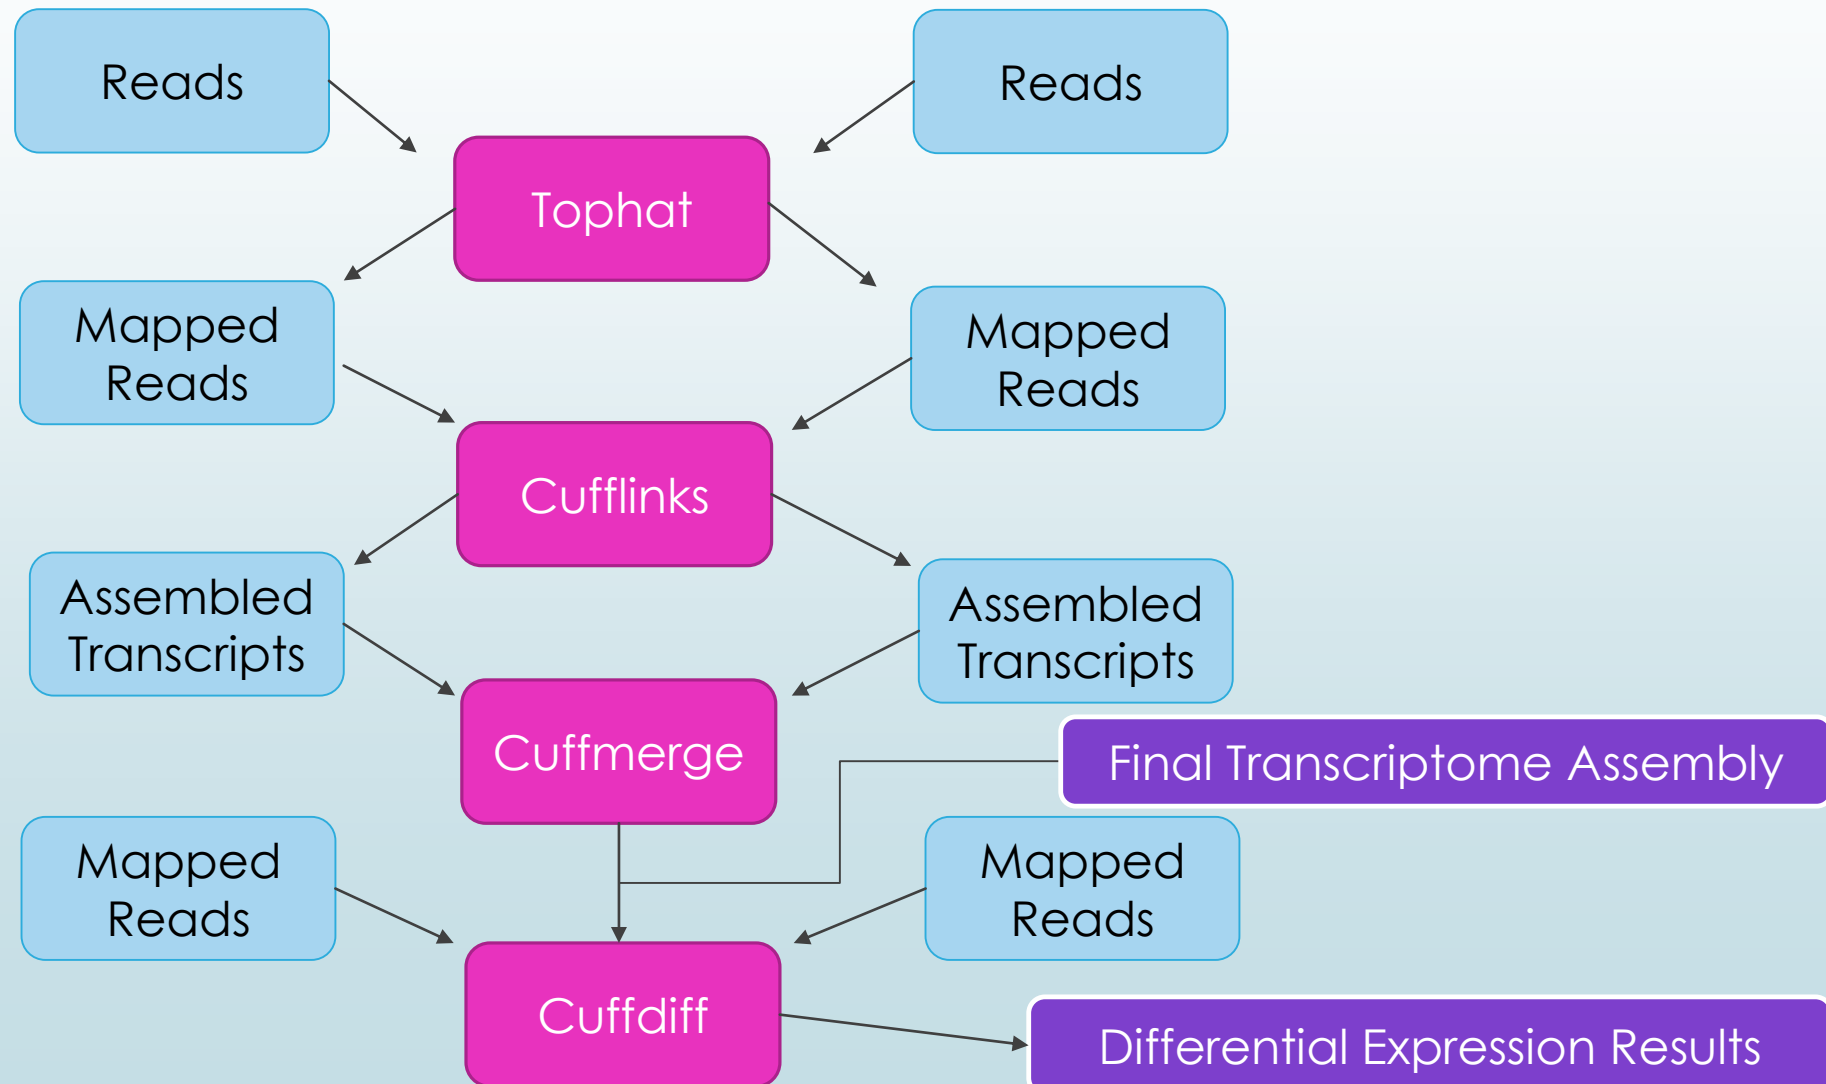 Reads
Reads
Tophat
Mapped
Reads
Mapped
Reads
Cufflinks
Assembled
Transcripts
Assembled
Transcripts
Cuffmerge
Final Transcriptome Assembly
Mapped
Reads
Mapped
Reads
Cuffdiff
Differential Expression Results